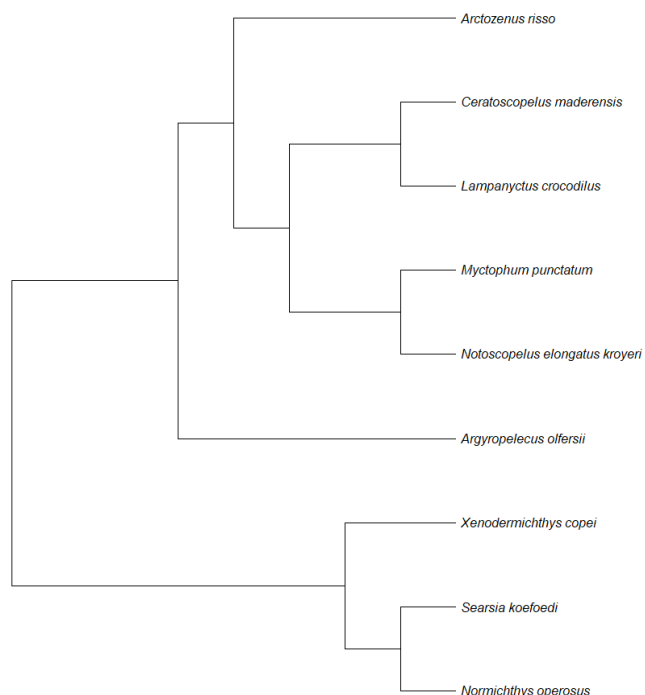 Arctozenus risso
Ceratoscopelus maderensis
Lampanyctus crocodilus
Myctophum punctatum
Notoscopelus elongatus kroyeri
Argyropelecus olfersii
Xenodermichthys copei
Searsia koefoedi
Normichthys operosus